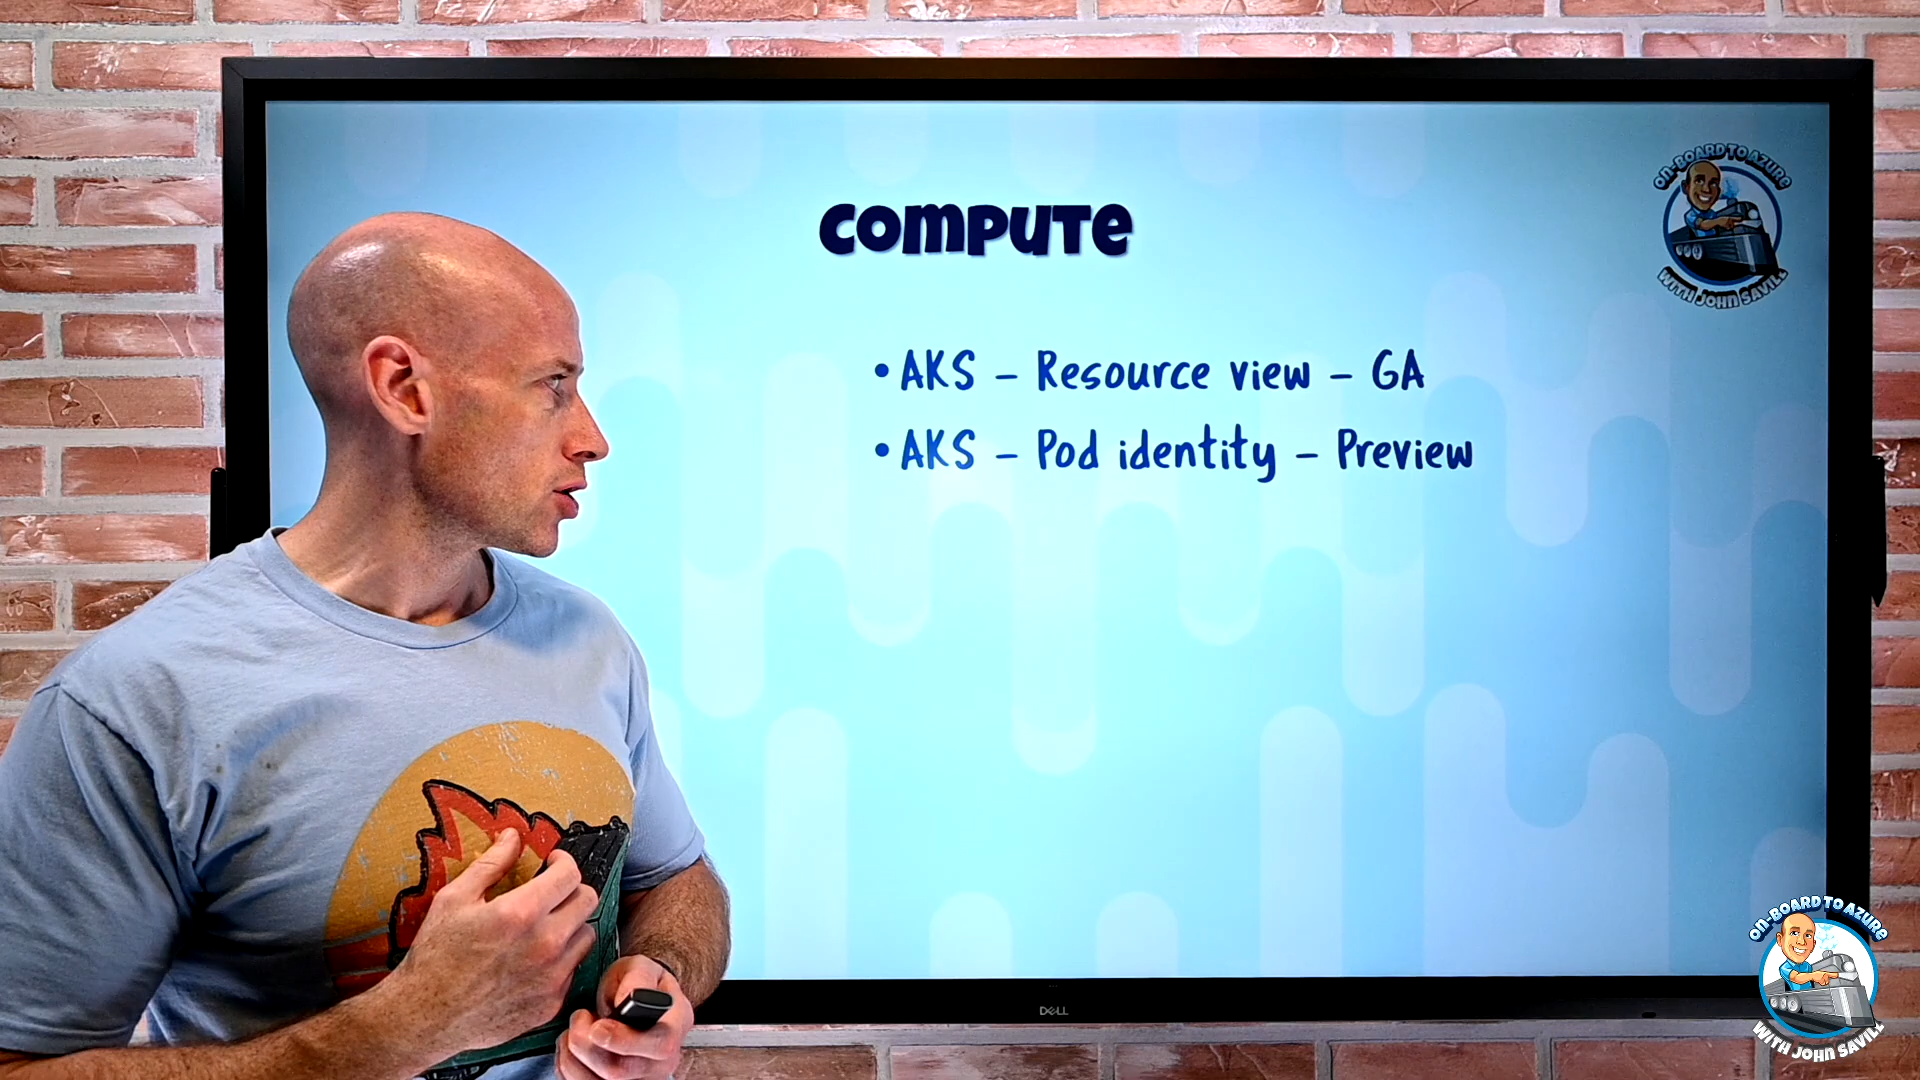 ON-BOARD TO AZURE
WITH JOHN SAVILL
COMPUTE
• AKS – Resource view – GA
• AKS – Pod identity – Preview
DELL
ON-BOARD TO AZURE
WITH JOHN SAVILL